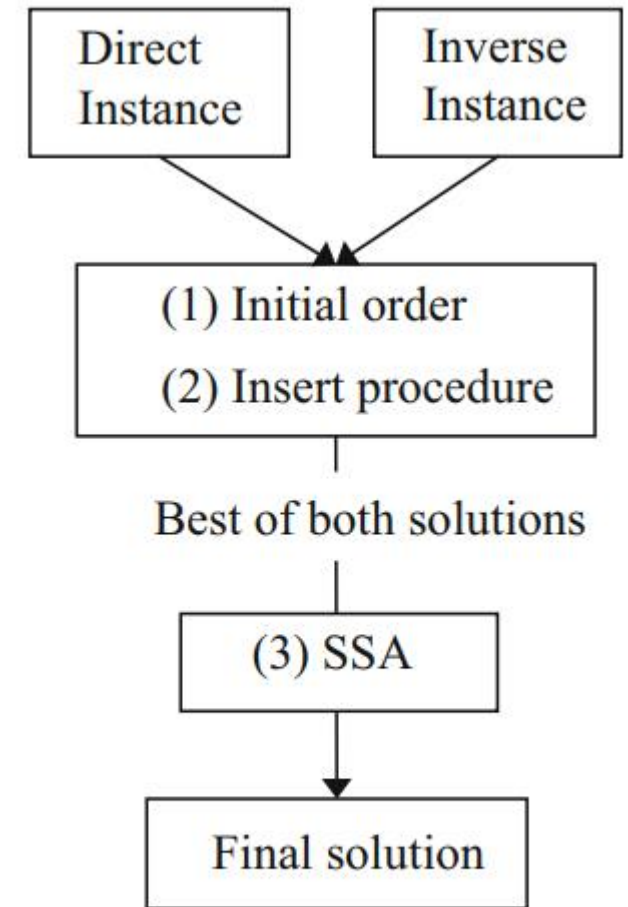 Direct
Instance
Inverse
Instance
(1) Initial order
(2) Insert procedure
Best of both solutions
(3) SSA
Final solution